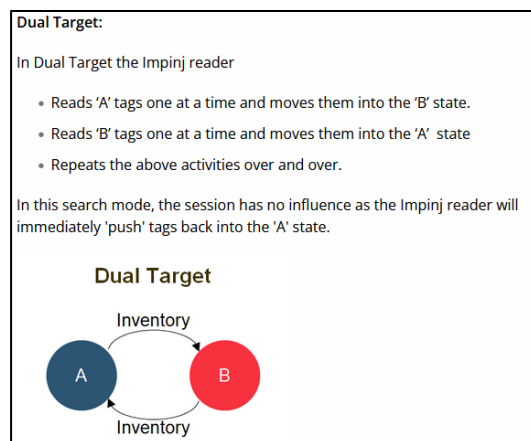 Dual Target:
In Dual Target the Impinj reader
• Reads ‘A’ tags one at a time and moves them into the ‘B’ state.
• Reads ‘B’ tags one at a time and moves them into the ‘A’ state
• Repeats the above activities over and over.
In this search mode, the session has no influence as the Impinj reader will
immediately 'push' tags back into the 'A' state.
Dual Target
Inventory
A
B
Inventory